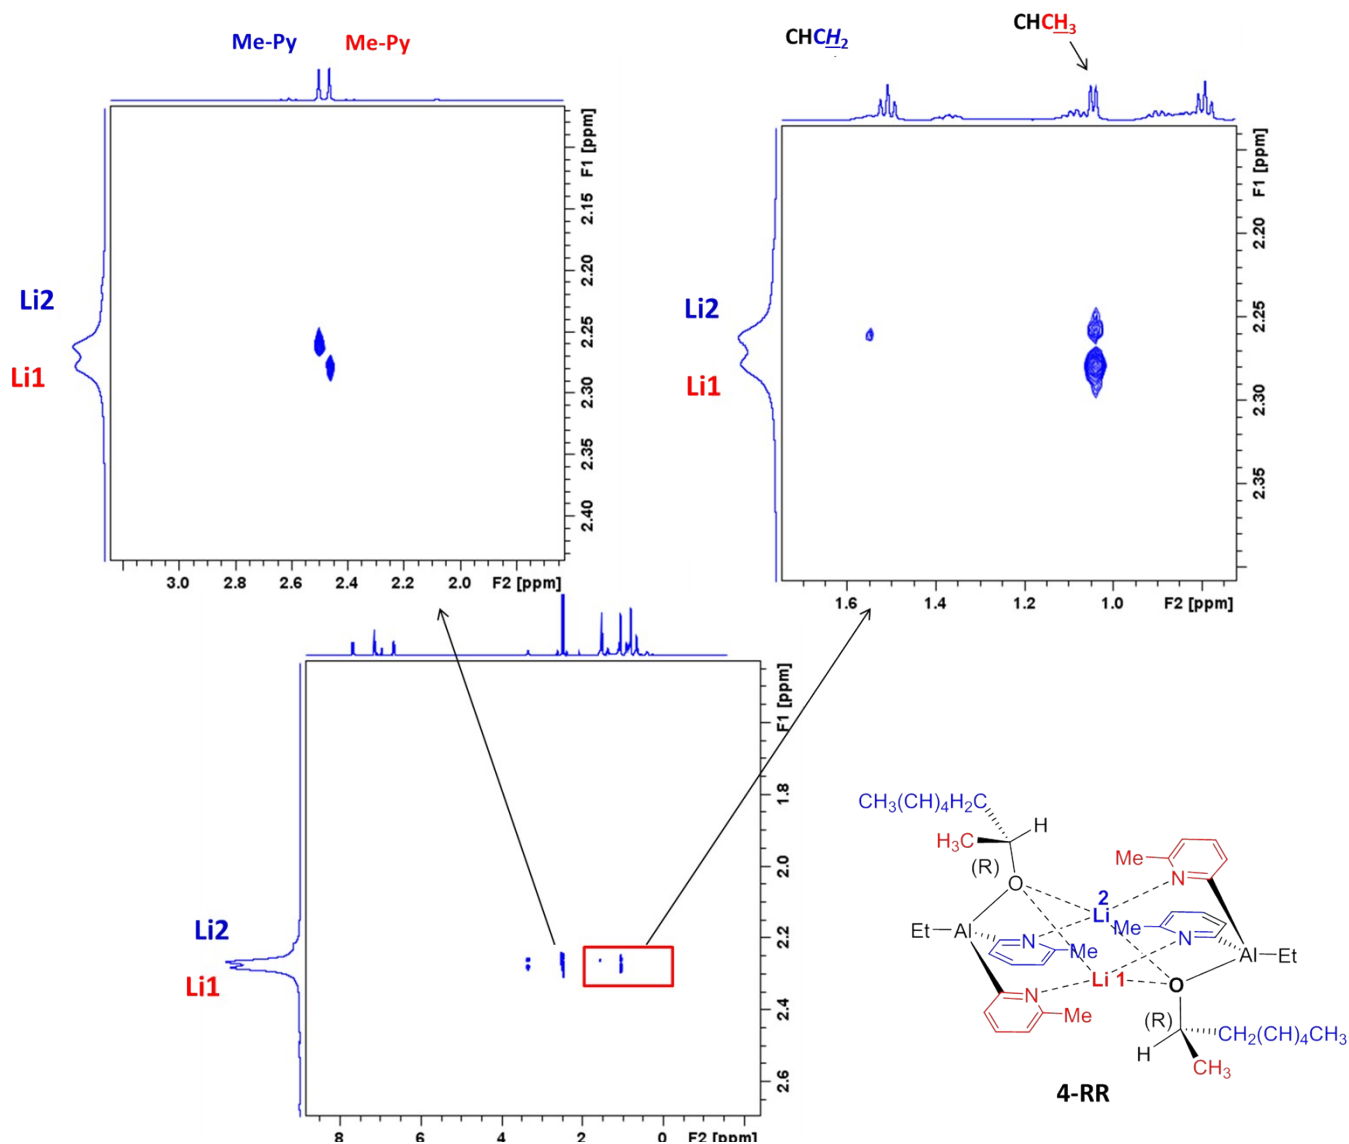 Me-Py Me-Py
F1 [ppm]
2.15
2.20
2.25
2.30
2.35
2.40
Li2
Li1
3.0 2.8 2.6 2.4 2.2 2.0 F2 [ppm]
CHCH2
CHCH3
F1 [ppm]
2.20
2.25
2.30
2.35
Li2
Li1
1.6 1.4 1.2 1.0 F2 [ppm]
F1 [ppm]
1.8
2.0
2.2
2.4
2.6
Li2
Li1
8 6 4 2 0 F2 [ppm]
CH3(CH)4H2C
H
H3C
(R)
O
Me
N
2
Li
Me
N
Et
Al
N
Me
Al
Et
Li 1
O
N
Me
(R)
CH2(CH)4CH3
H
CH3
4-RR